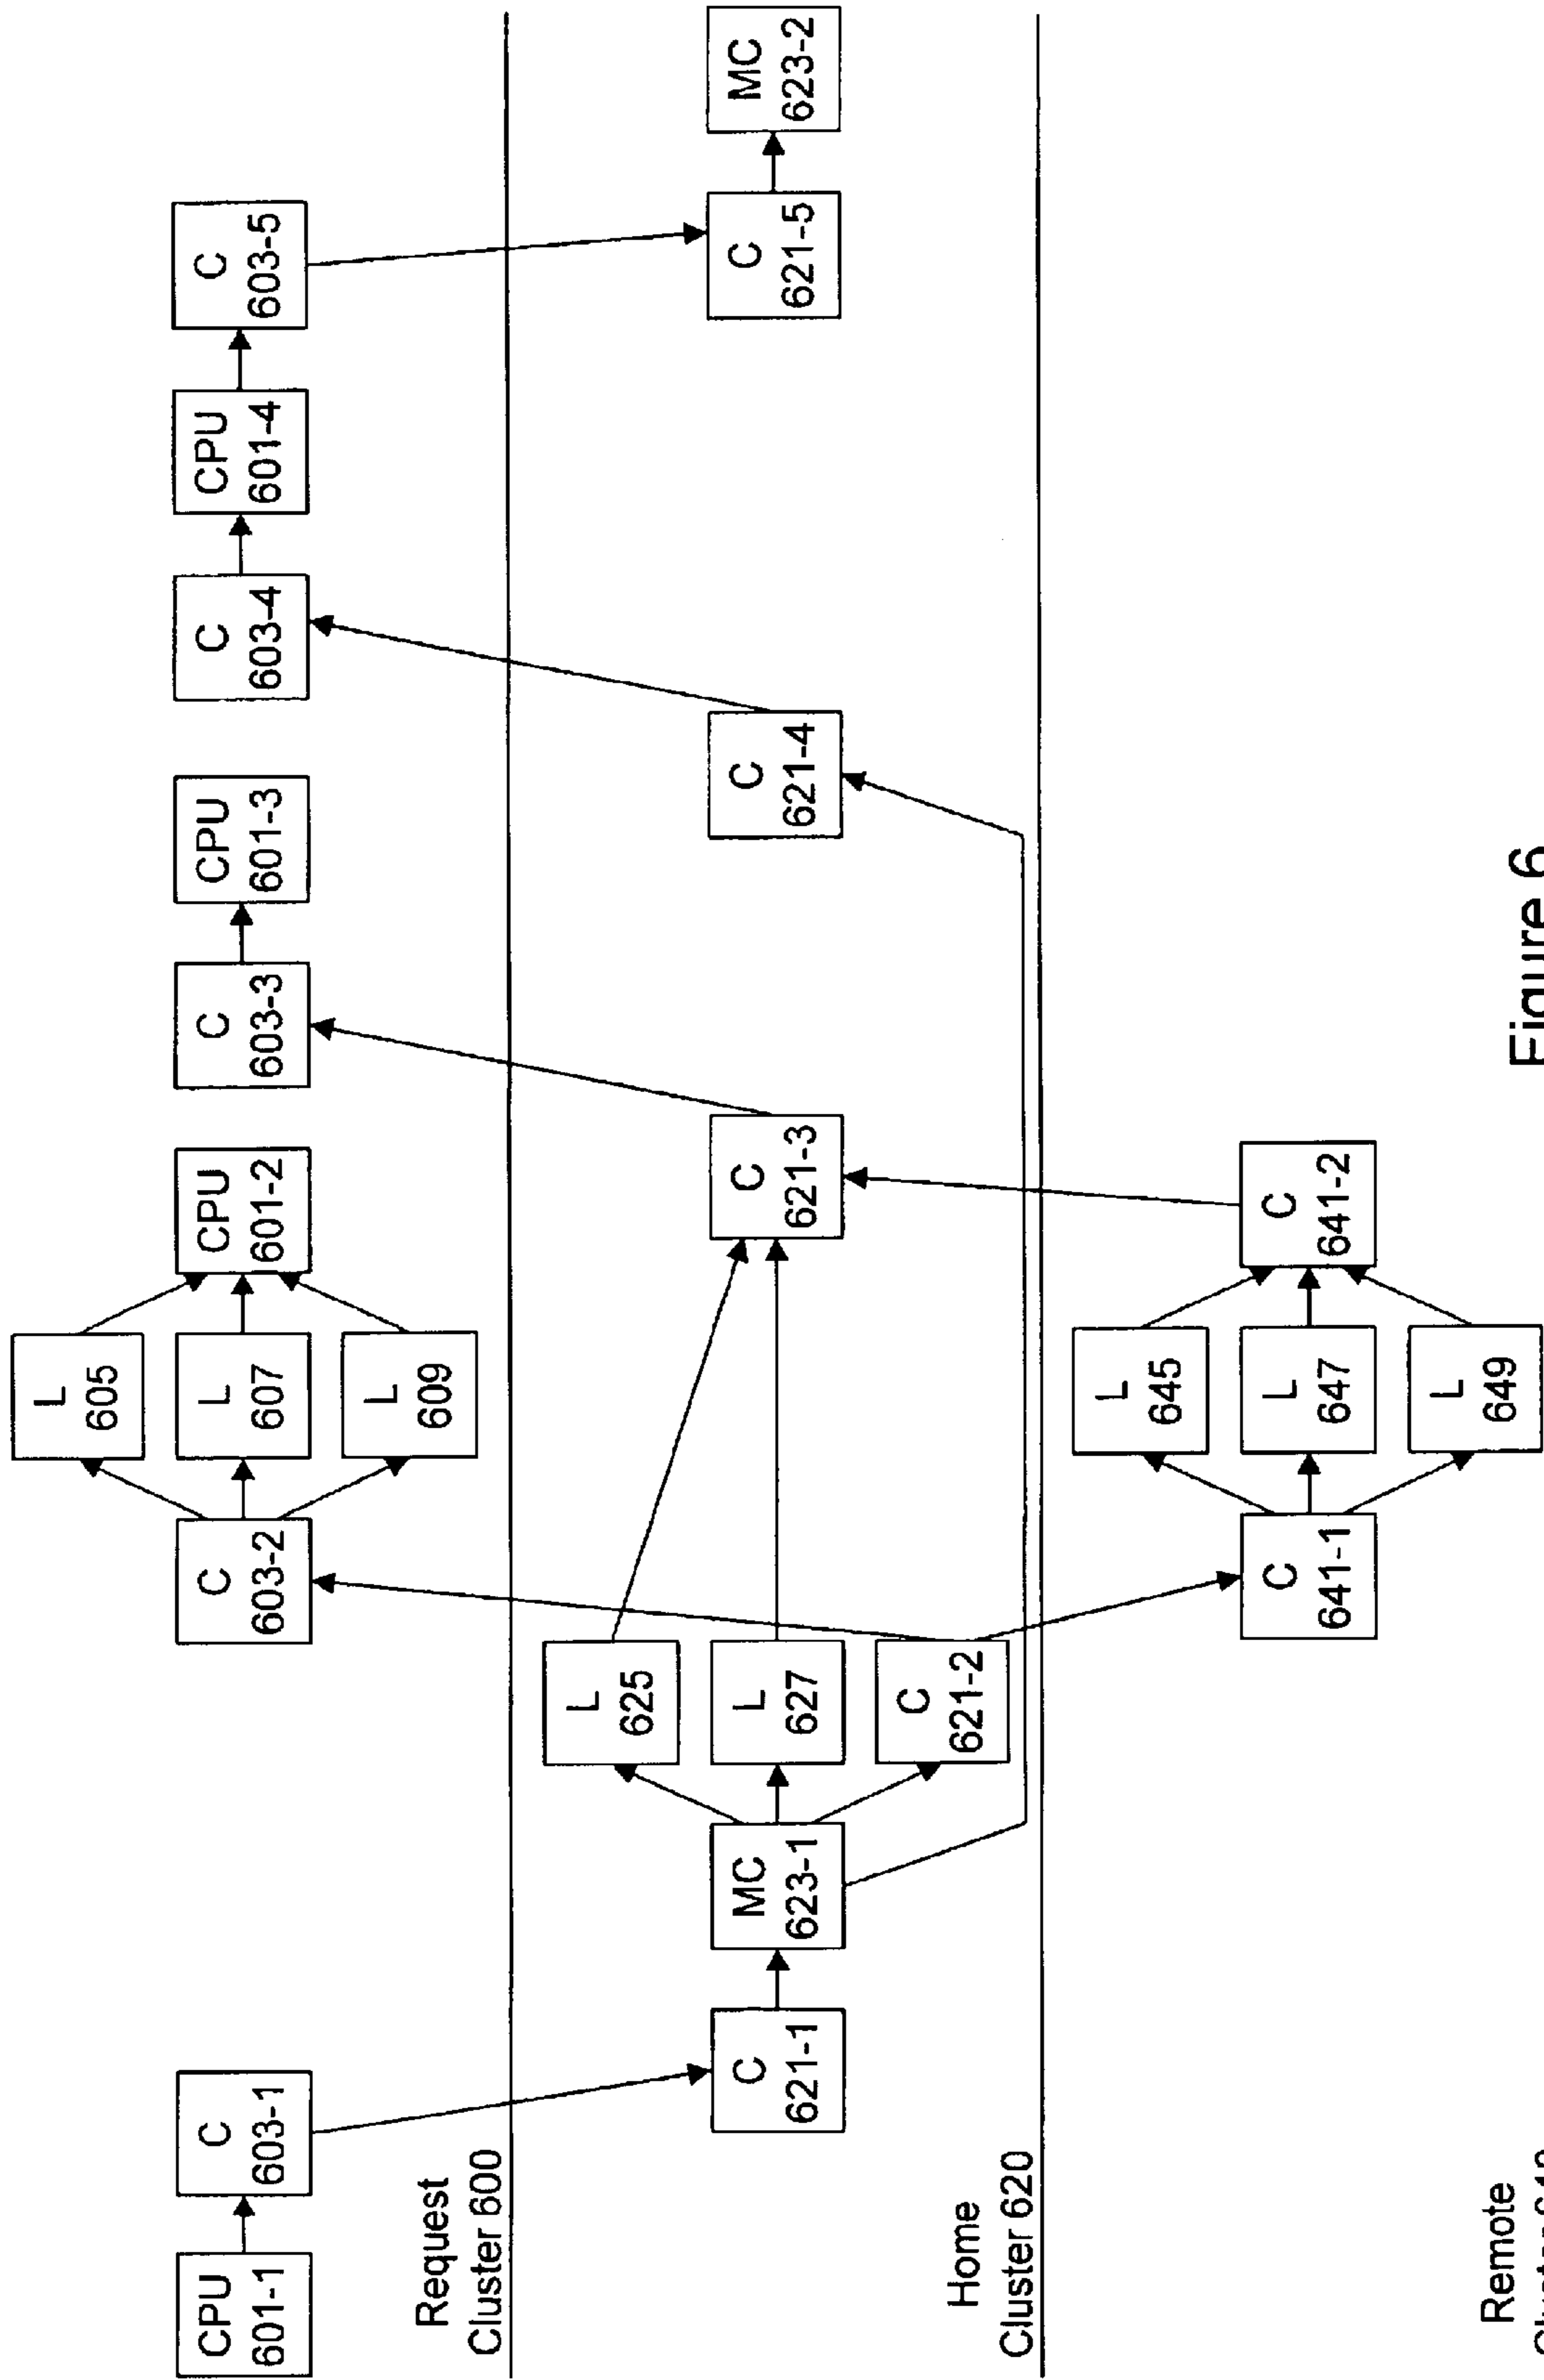 CPU
601-1
C
603-1
C
603-2
L
605
L
607
L
609
CPU
601-2
C
603-3
CPU
601-3
C
603-4
CPU
601-4
C
603-5
Request
Cluster 600
C
621-1
MC
623-1
L
625
L
627
C
621-2
C
621-3
C
621-4
C
621-5
MC
623-2
Home
Cluster 620
C
641-1
L
645
L
647
L
649
C
641-2
Remote
Figure 6